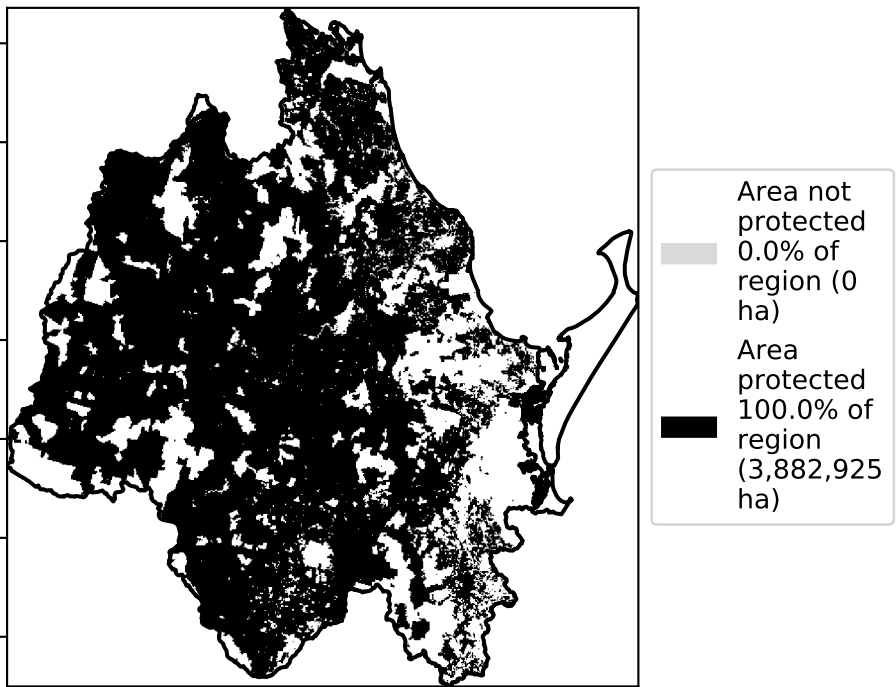 Area not
protected
0.0% of
region (0
ha)
Area
protected
100.0% of
region
(3,882,925
ha)